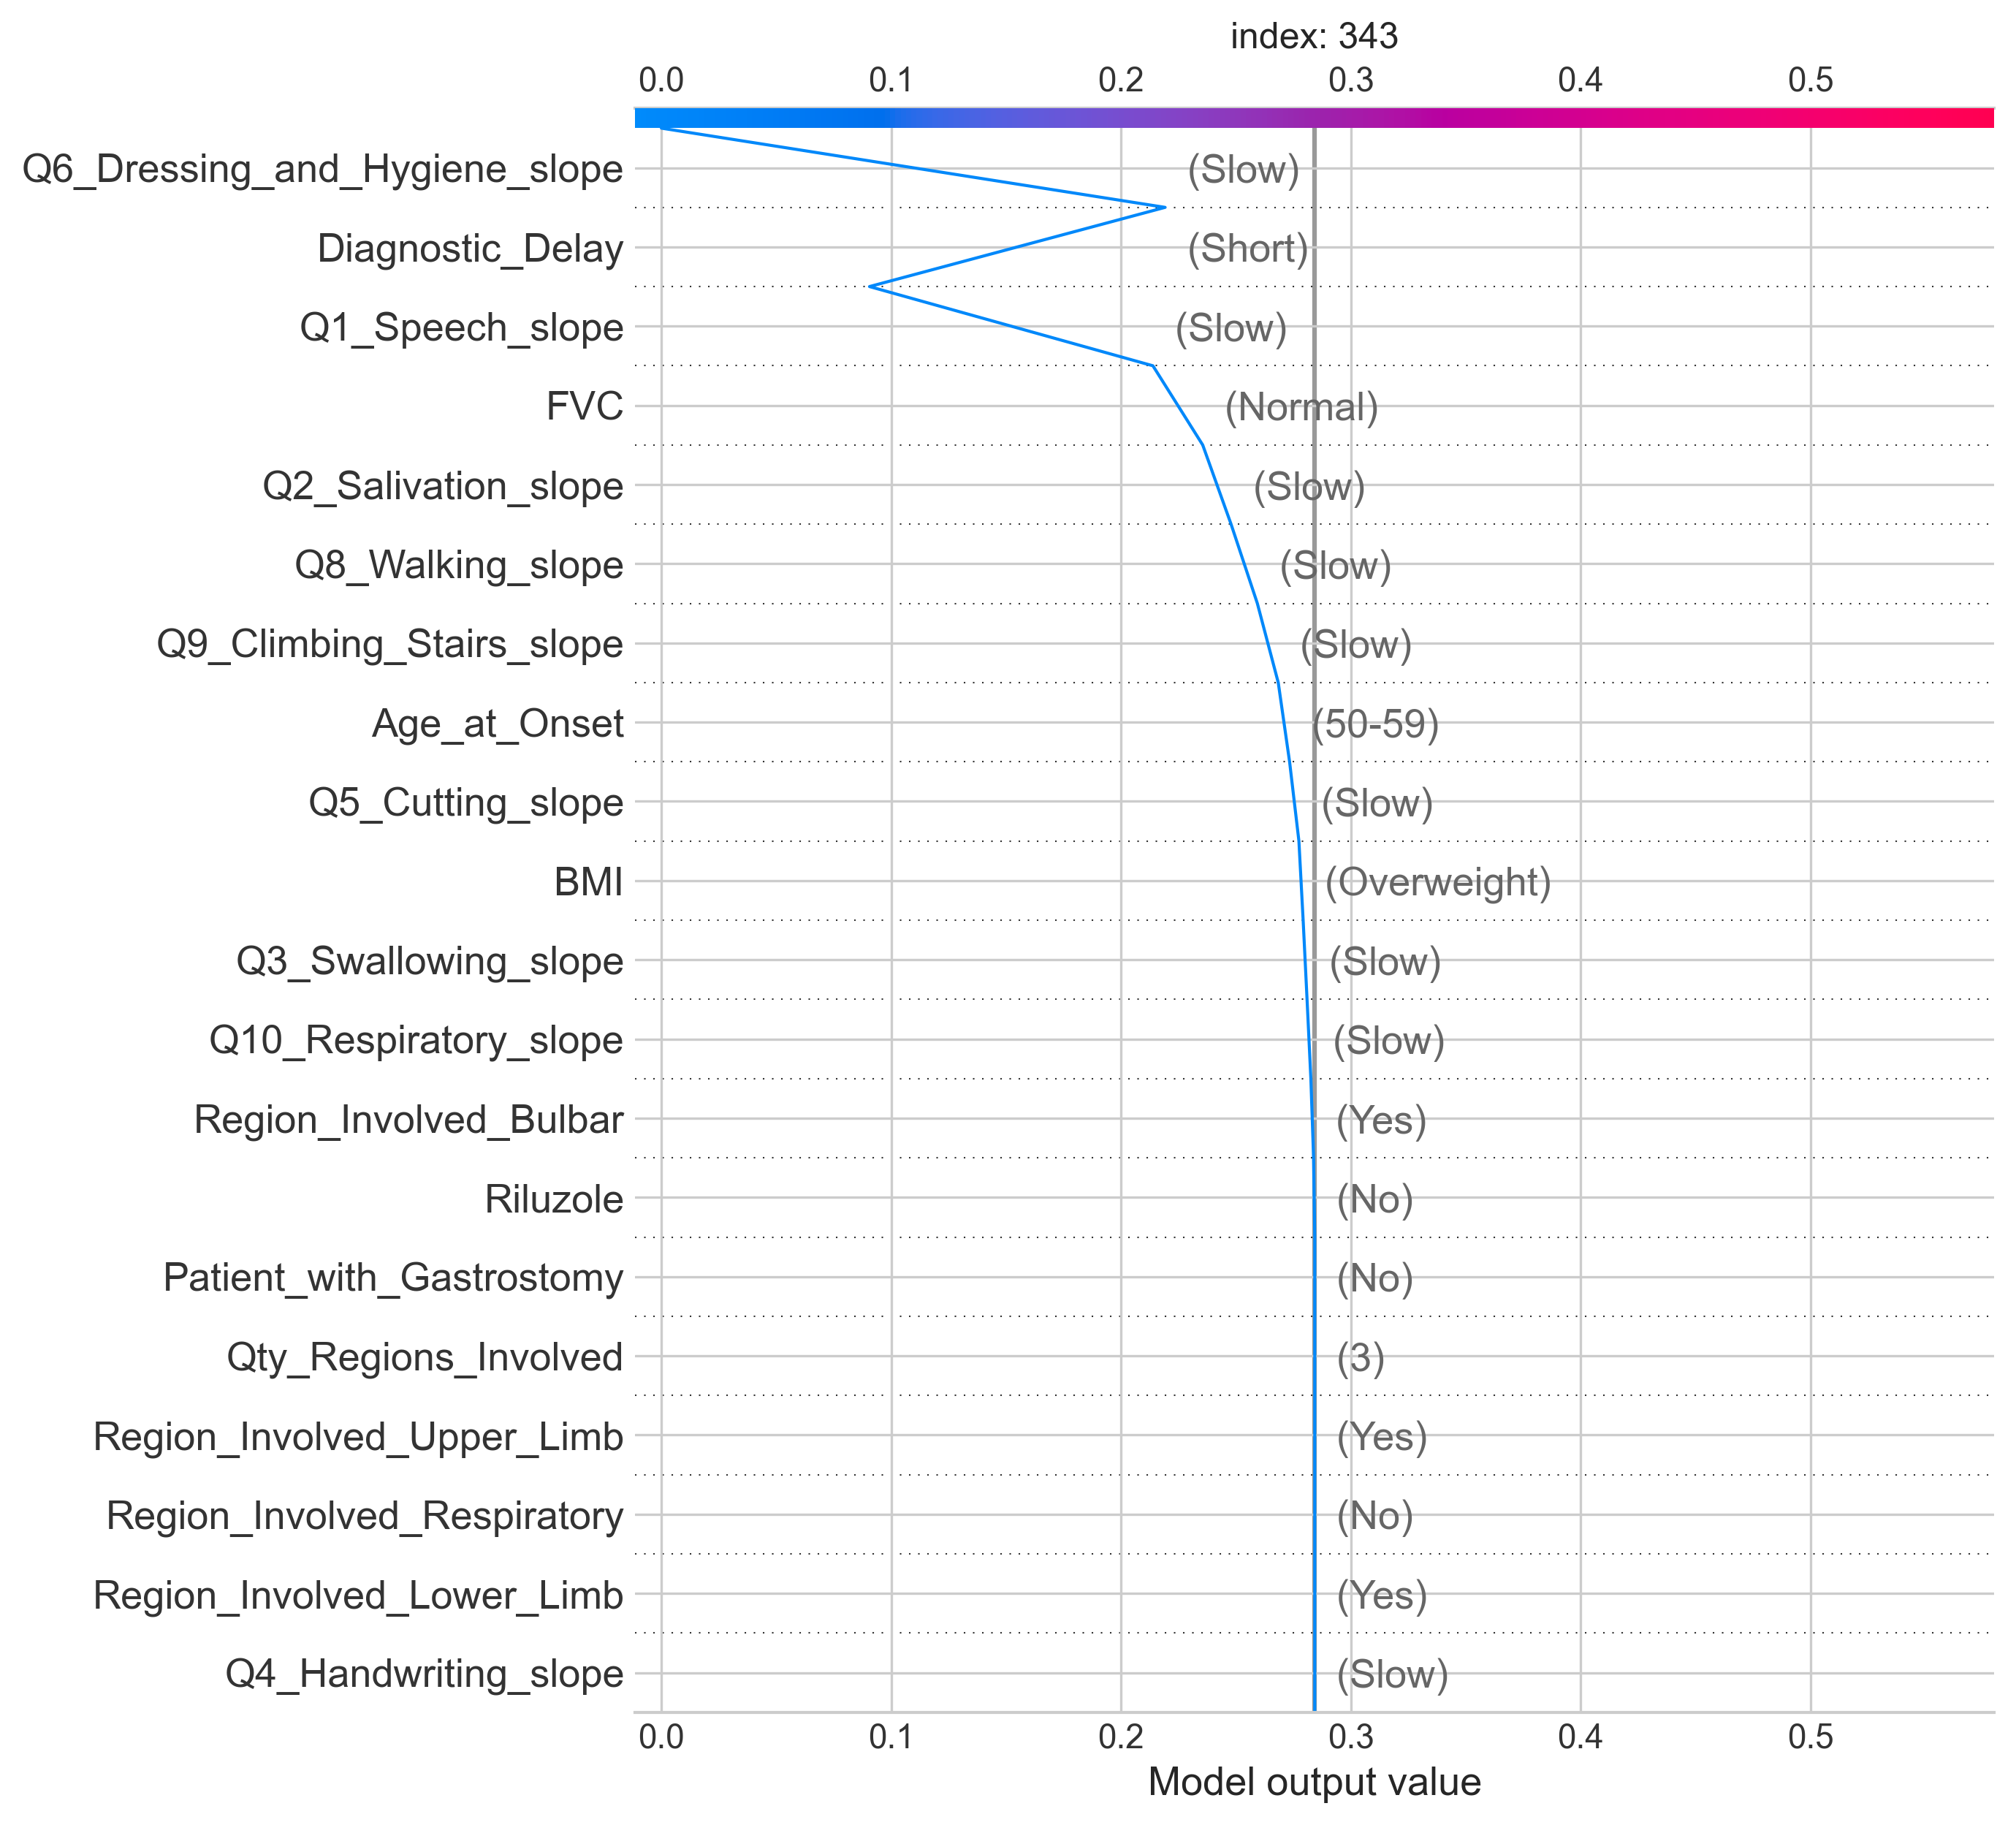 index: 343
0.0 0.1 0.2 0.3 0.4 0.5
Q6_Dressing_and_Hygiene_slope (Slow)
Diagnostic_Delay (Short)
Q1_Speech_slope (Slow)
FVC (Normal)
Q2_Salivation_slope (Slow)
Q8_Walking_slope (Slow)
Q9_Climbing_Stairs_slope (Slow)
Age_at_Onset (50-59)
Q5_Cutting_slope (Slow)
BMI (Overweight)
Q3_Swallowing_slope (Slow)
Q10_Respiratory_slope (Slow)
Region_Involved_Bulbar (Yes)
Riluzole (No)
Patient_with_Gastrostomy (No)
Qty_Regions_Involved (3)
Region_Involved_Upper_Limb (Yes)
Region_Involved_Respiratory (No)
Region_Involved_Lower_Limb (Yes)
Q4_Handwriting_slope (Slow)
0.0 0.1 0.2 0.3 0.4 0.5
Model output value